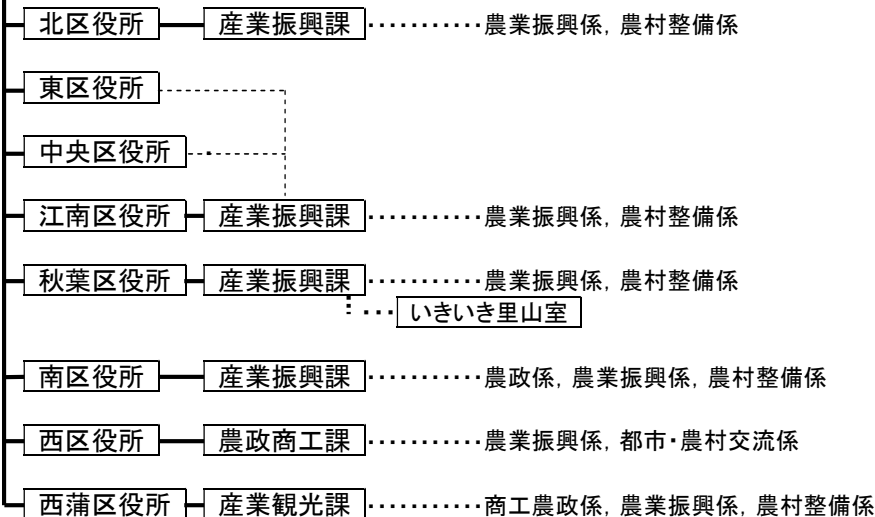 北区役所 産業振興課 ・・・・・・・・・・・農業振興係，農村整備係
東区役所
中央区役所
江南区役所 産業振興課 ・・・・・・・・・・・農業振興係，農村整備係
秋葉区役所 産業振興課 ・・・・・・・・・・・農業振興係，農村整備係
いきいき里山室
南区役所 産業振興課 ・・・・・・・・・・・農政係，農業振興係，農村整備係
西区役所 農政商工課 ・・・・・・・・・・・農業振興係，都市・農村交流係
西蒲区役所 産業観光課 ・・・・・・・・・・・商工農政係，農業振興係，農村整備係